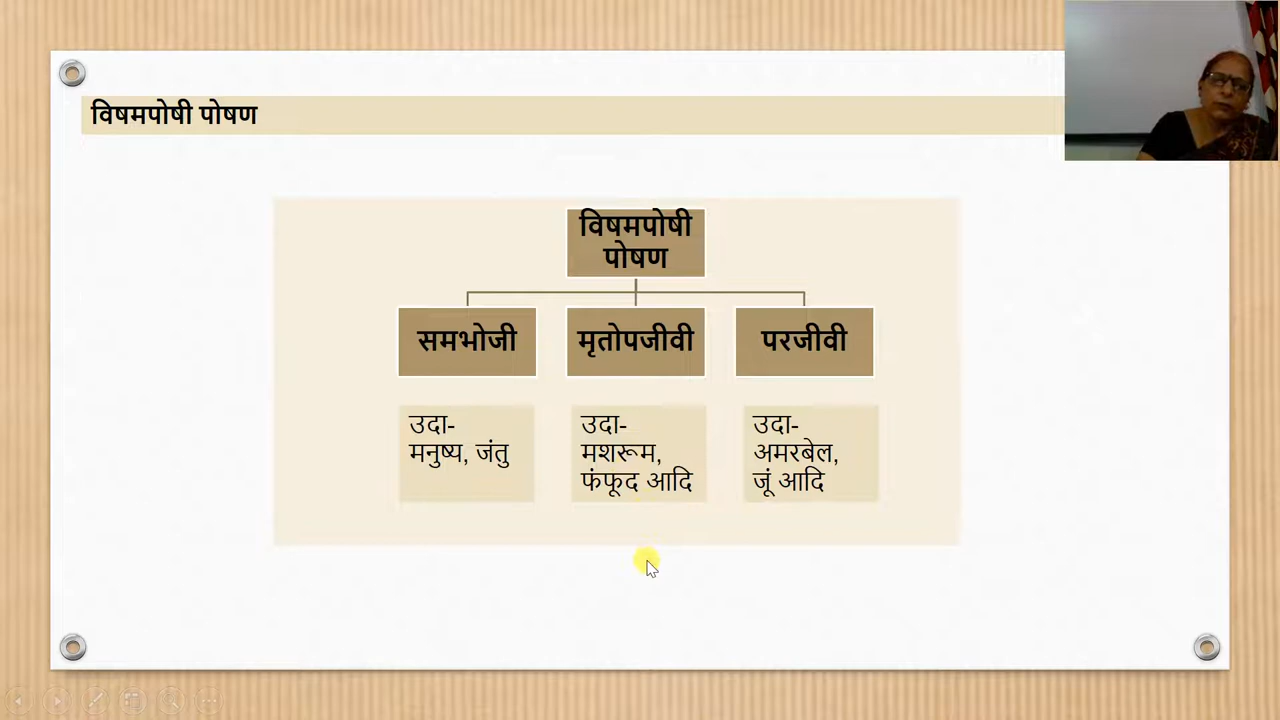 विषमपोषी पोषण
विषमपोषी
पोषण
समभोजी
मृतोपजीवी
परजीवी
उदा-
मनुष्य, जंतु
उदा-
मशरूम,
फंफूद आदि
उदा-
अमरबेल,
जूं आदि